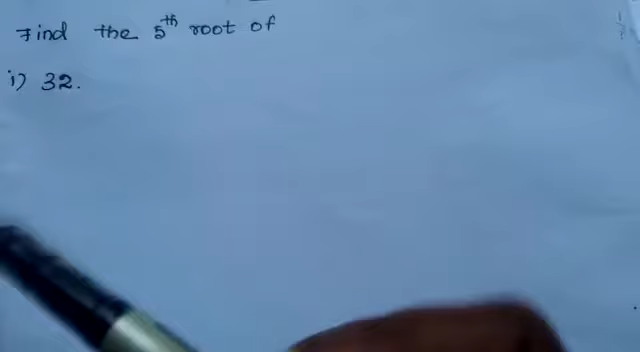 Find the 5th root of
i) 32.